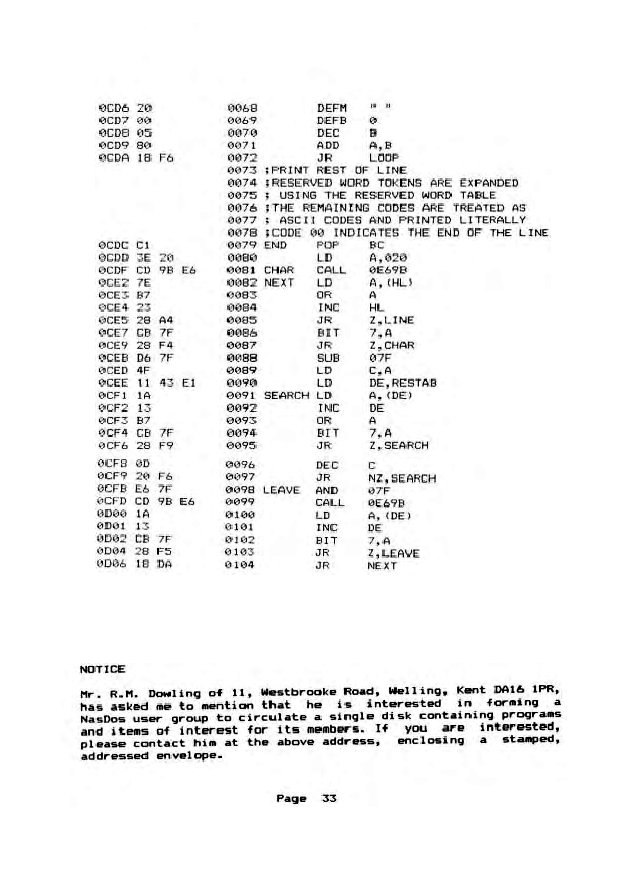 0CD6 20 0068 DEFM " "
0CD7 00 0069 DEFB 0
0CD8 05 0070 DEC B
0CD9 80 0071 ADD A,B
0CDA 18 F6 0072 JR LOOP
0073 ;PRINT REST OF LINE
0074 ;RESERVED WORD TOKENS ARE EXPANDED
0075 ; USING THE RESERVED WORD TABLE
0076 ;THE REMAINING CODES ARE TREATED AS
0077 ; ASCII CODES AND PRINTED LITERALLY
0078 ;CODE 00 INDICATES THE END OF THE LINE
0CDC C1 0079 END POP BC
0CDD 3E 20 0080 LD A,020
0CDF CD 9B E6 0081 CHAR CALL 0E69B
0CE2 7E 0082 NEXT LD A,(HL)
0CE3 B7 0083 OR A
0CE4 23 0084 INC HL
0CE5 28 A4 0085 JR Z,LINE
0CE7 CB 7F 0086 BIT 7,A
0CE9 28 F4 0087 JR Z,CHAR
0CEB D6 7F 0088 SUB 07F
0CED 4F 0089 LD C,A
0CEE 11 43 E1 0090 LD DE,RESTAB
0CF1 1A 0091 SEARCH LD A,(DE)
0CF2 13 0092 INC DE
0CF3 B7 0093 OR A
0CF4 CB 7F 0094 BIT 7,A
0CF6 28 F9 0095 JR Z,SEARCH
0CF8 0D 0096 DEC C
0CF9 20 F6 0097 JR NZ,SEARCH
0CFB E6 7F 0098 LEAVE AND 07F
0CFD CD 9B E6 0099 CALL 0E69B
0D00 1A 0100 LD A,(DE)
0D01 13 0101 INC DE
0D02 CB 7F 0102 BIT 7,A
0D04 28 F5 0103 JR Z,LEAVE
0D06 18 DA 0104 JR NEXT
NOTICE
Mr. R.M. Dowling of 11, Westbrooke Road, Welling, Kent DA16 1PR,
has asked me to mention that he is interested in forming a
NasDos user group to circulate a single disk containing programs
and items of interest for its members. If you are interested,
please contact him at the above address, enclosing a stamped,
addressed envelope.
Page 33